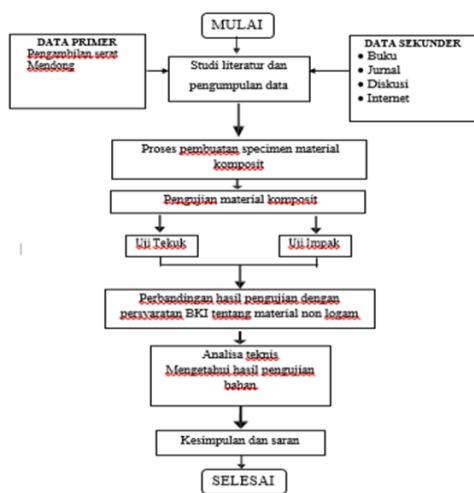 MULAI
DATA PRIMER
Pengambilan serat
Mendong
Studi literatur dan
pengumpulan data
DATA SEKUNDER
• Buku
• Jurnal
• Diskusi
• Internet
Proses pembuatan specimen material
komposit
Pengujian material komposit
Uji Tekuk
Uji Impak
Perbandingan hasil pengujian dengan
persyaratan BKI tentang material non logam
Analisa teknis
Mengetahui hasil pengujian
bahan
Kesimpulan dan saran
SELESAI